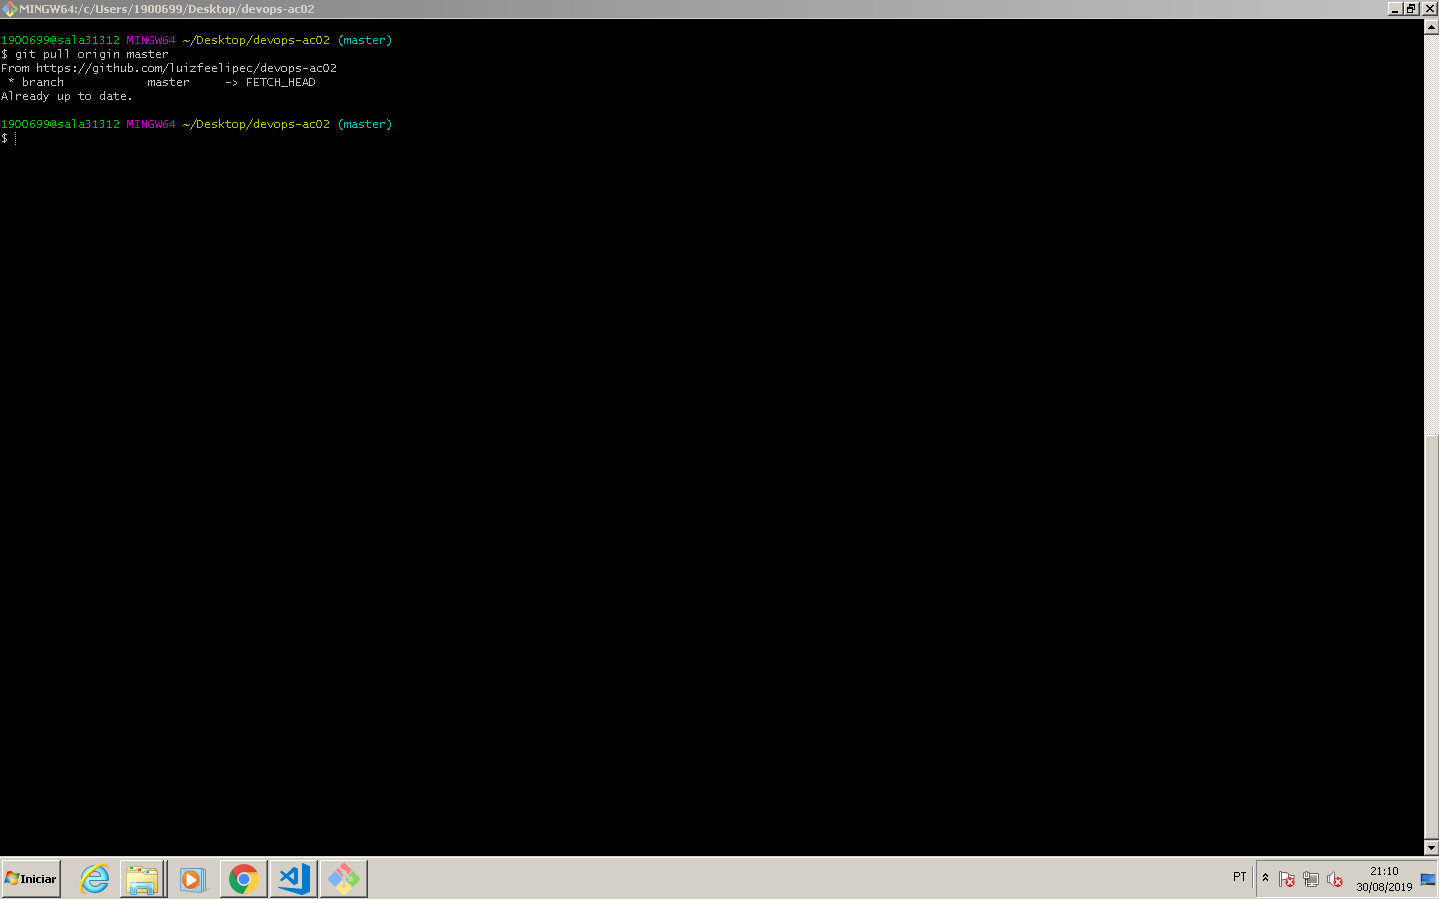 MINGW64:/c/Users/1900699/Desktop/devops-ac02
1900699@sala31312 MINGW64 ~/Desktop/devops-ac02 (master)
$ git pull origin master
From https://github.com/luizfeelipec/devops-ac02
 * branch            master     -> FETCH_HEAD
Already up to date.
1900699@sala31312 MINGW64 ~/Desktop/devops-ac02 (master)
$
Iniciar
PT
21:10
30/08/2019